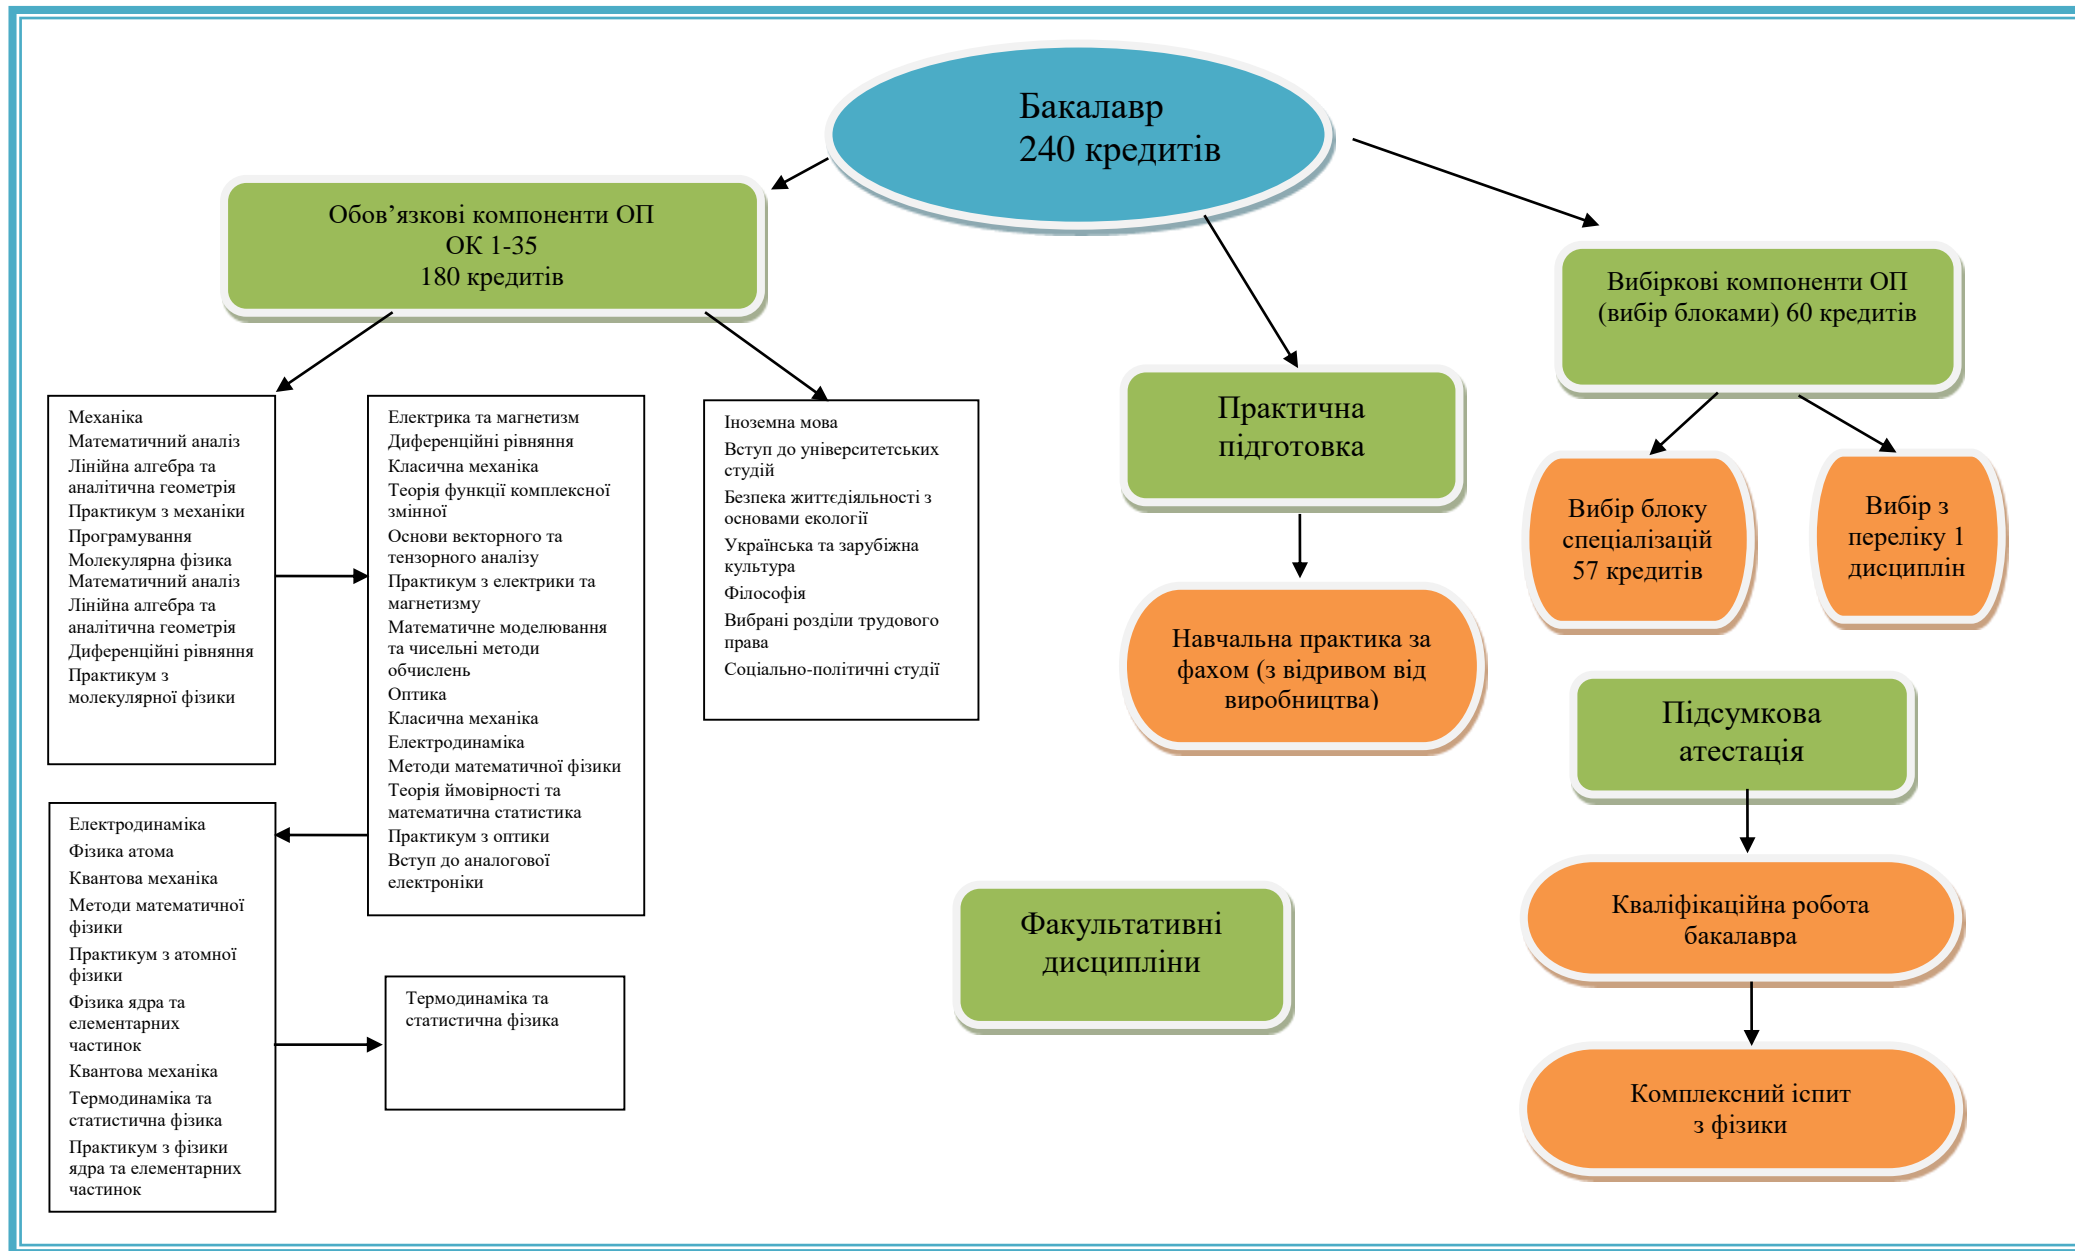 Бакалавр
240 кредитів
Обов’язкові компоненти ОП
ОК 1-35
180 кредитів
Вибіркові компоненти ОП
(вибір блоками) 60 кредитів
Практична
підготовка
Механіка
Математичний аналіз
Лінійна алгебра та
аналітична геометрія
Практикум з механіки
Програмування
Молекулярна фізика
Математичний аналіз
Лінійна алгебра та
аналітична геометрія
Диференційні рівняння
Практикум з
молекулярної фізики
Електрика та магнетизм
Диференційні рівняння
Класична механіка
Теорія функції комплексної
змінної
Основи векторного та
тензорного аналізу
Практикум з електрики та
магнетизму
Математичне моделювання
та чисельні методи
обчислень
Оптика
Класична механіка
Електродинаміка
Методи математичної фізики
Теорія ймовірності та
математична статистика
Практикум з оптики
Вступ до аналогової
електроніки
Іноземна мова
Вступ до університетських
студій
Безпека життєдіяльності з
основами екології
Українська та зарубіжна
культура
Філософія
Вибрані розділи трудового
права
Соціально-політичні студії
Вибір блоку
спеціалізацій
57 кредитів
Вибір з
переліку 1
дисциплін
Навчальна практика за
фахом (з відривом від
виробництва)
Підсумкова
атестація
Електродинаміка
Фізика атома
Квантова механіка
Методи математичної
фізики
Практикум з атомної
фізики
Фізика ядра та
елементарних
частинок
Квантова механіка
Термодинаміка та
статистична фізика
Практикум з фізики
ядра та елементарних
частинок
Термодинаміка та
статистична фізика
Факультативні
дисципліни
Кваліфікаційна робота
бакалавра
Комплексний іспит
з фізики